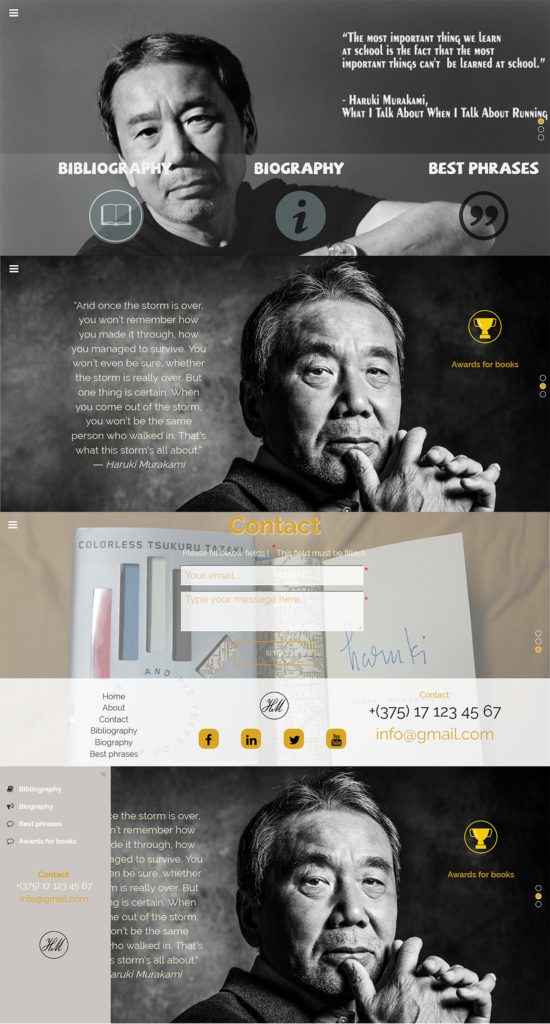 “The most important thing we learn
at school is the fact that the most
important things can't be learned at school.”
- Haruki Murakami,
What I Talk About When I Talk About Running
BIBLIOGRAPHY
BIOGRAPHY
BEST PHRASES
“And once the storm is over,
you won’t remember how
you made it through, how
you managed to survive. You
won’t even be sure, whether
the storm is really over. But
one thing is certain. When
you come out of the storm,
you won’t be the same
person who walked in. That’s
what this storm’s all about.”
― Haruki Murakami
Awards for books
Contact
Please fill below fields ( * This field must be filled)
COLORLESS TSUKURU TAZAKI
Your email... *
Type your message here... *
SEND
AND
haruki
Home
About
Contact
Bibliography
Biography
Best phrases
HM
Contact:
+(375) 17 123 45 67
info@gmail.com
Bibliography
Biography
Best phrases
Awards for books
Contact:
+(375) 17 123 45 67
info@gmail.com
HM
ce the storm is over,
n’t remember how
de it through, how
aged to survive. You
en be sure, whether
m is really over. But
ng is certain. When
me out of the storm,
on’t be the same
who walked in. That’s
s storm’s all about.”
aruki Murakami
Awards for books